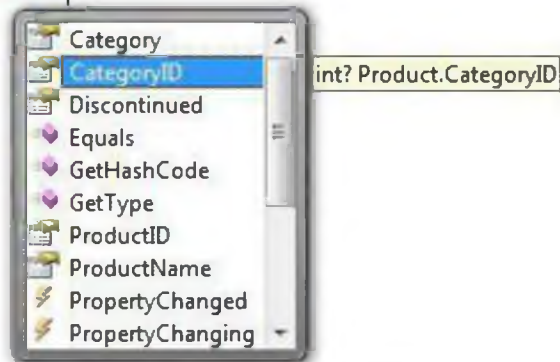 Category
CategoryID int? Product.CategoryID
Discontinued
Equals
GetHashCode
GetType
ProductID
ProductName
PropertyChanged
PropertyChanging